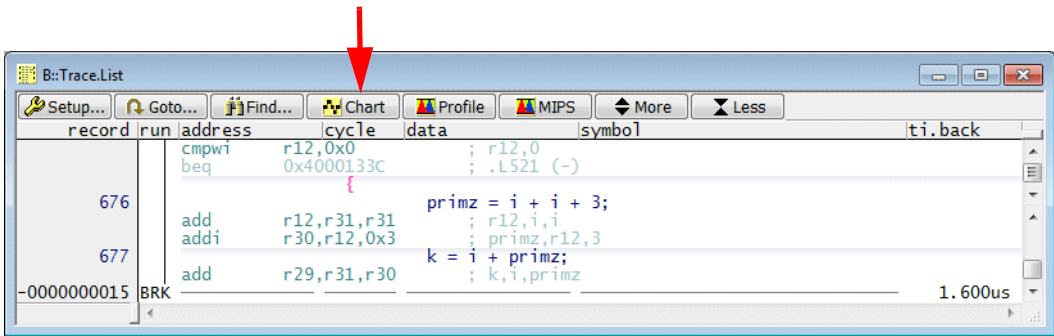 B::Trace.List
Setup... Goto... Find... Chart Profile MIPS More Less
record run address cycle data symbol ti.back
cmpwi r12,0x0 ; r12,0
beq 0x4000133C ; .L521 (-)
{
676 primz = i + i + 3;
add r12,r31,r31 ; r12,i,i
addi r30,r12,0x3 ; primz,r12,3
677 k = i + primz;
add r29,r31,r30 ; k,i,primz
-0000000015 BRK 1.600us